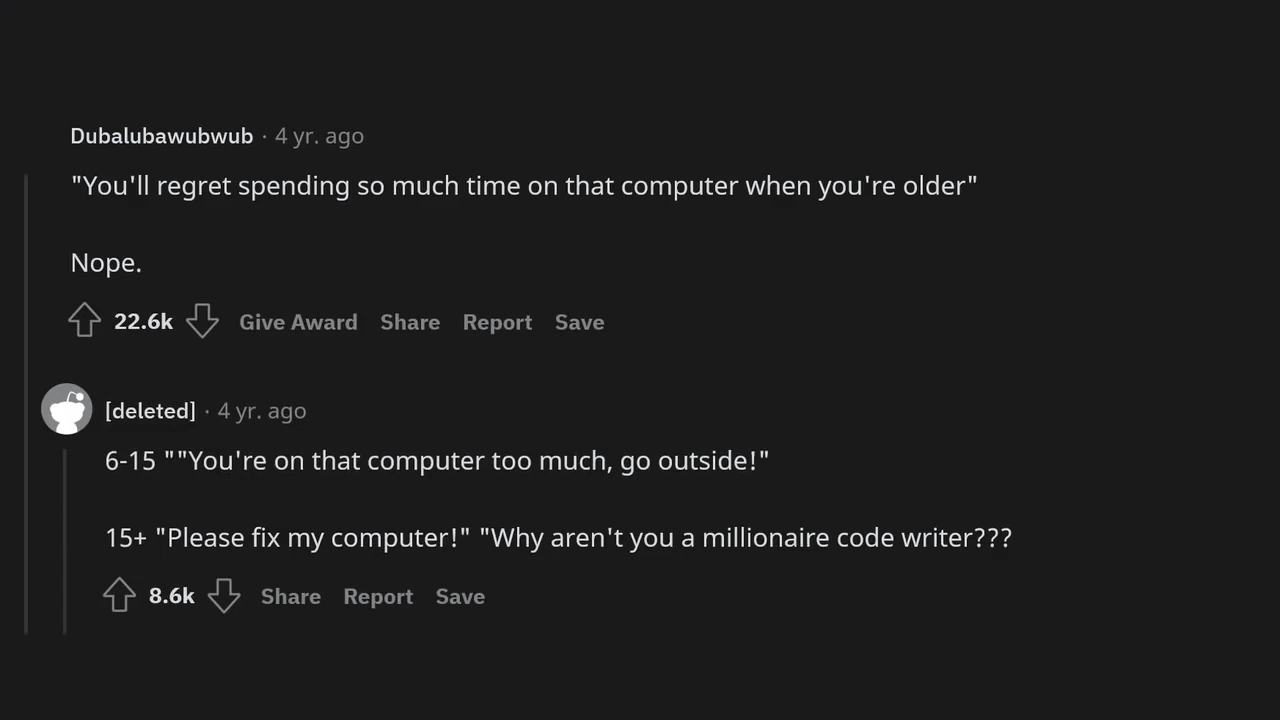 Dubalubawubwub · 4 yr. ago
"You'll regret spending so much time on that computer when you're older"
Nope.
22.6k Give Award Share Report Save
[deleted] · 4 yr. ago
6-15 ""You're on that computer too much, go outside!"
15+ "Please fix my computer!" "Why aren't you a millionaire code writer???
8.6k Share Report Save